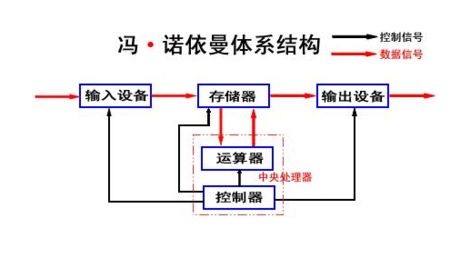 冯·诺依曼体系结构
控制信号
数据信号
输入设备
存储器
输出设备
运算器
中央处理器
控制器